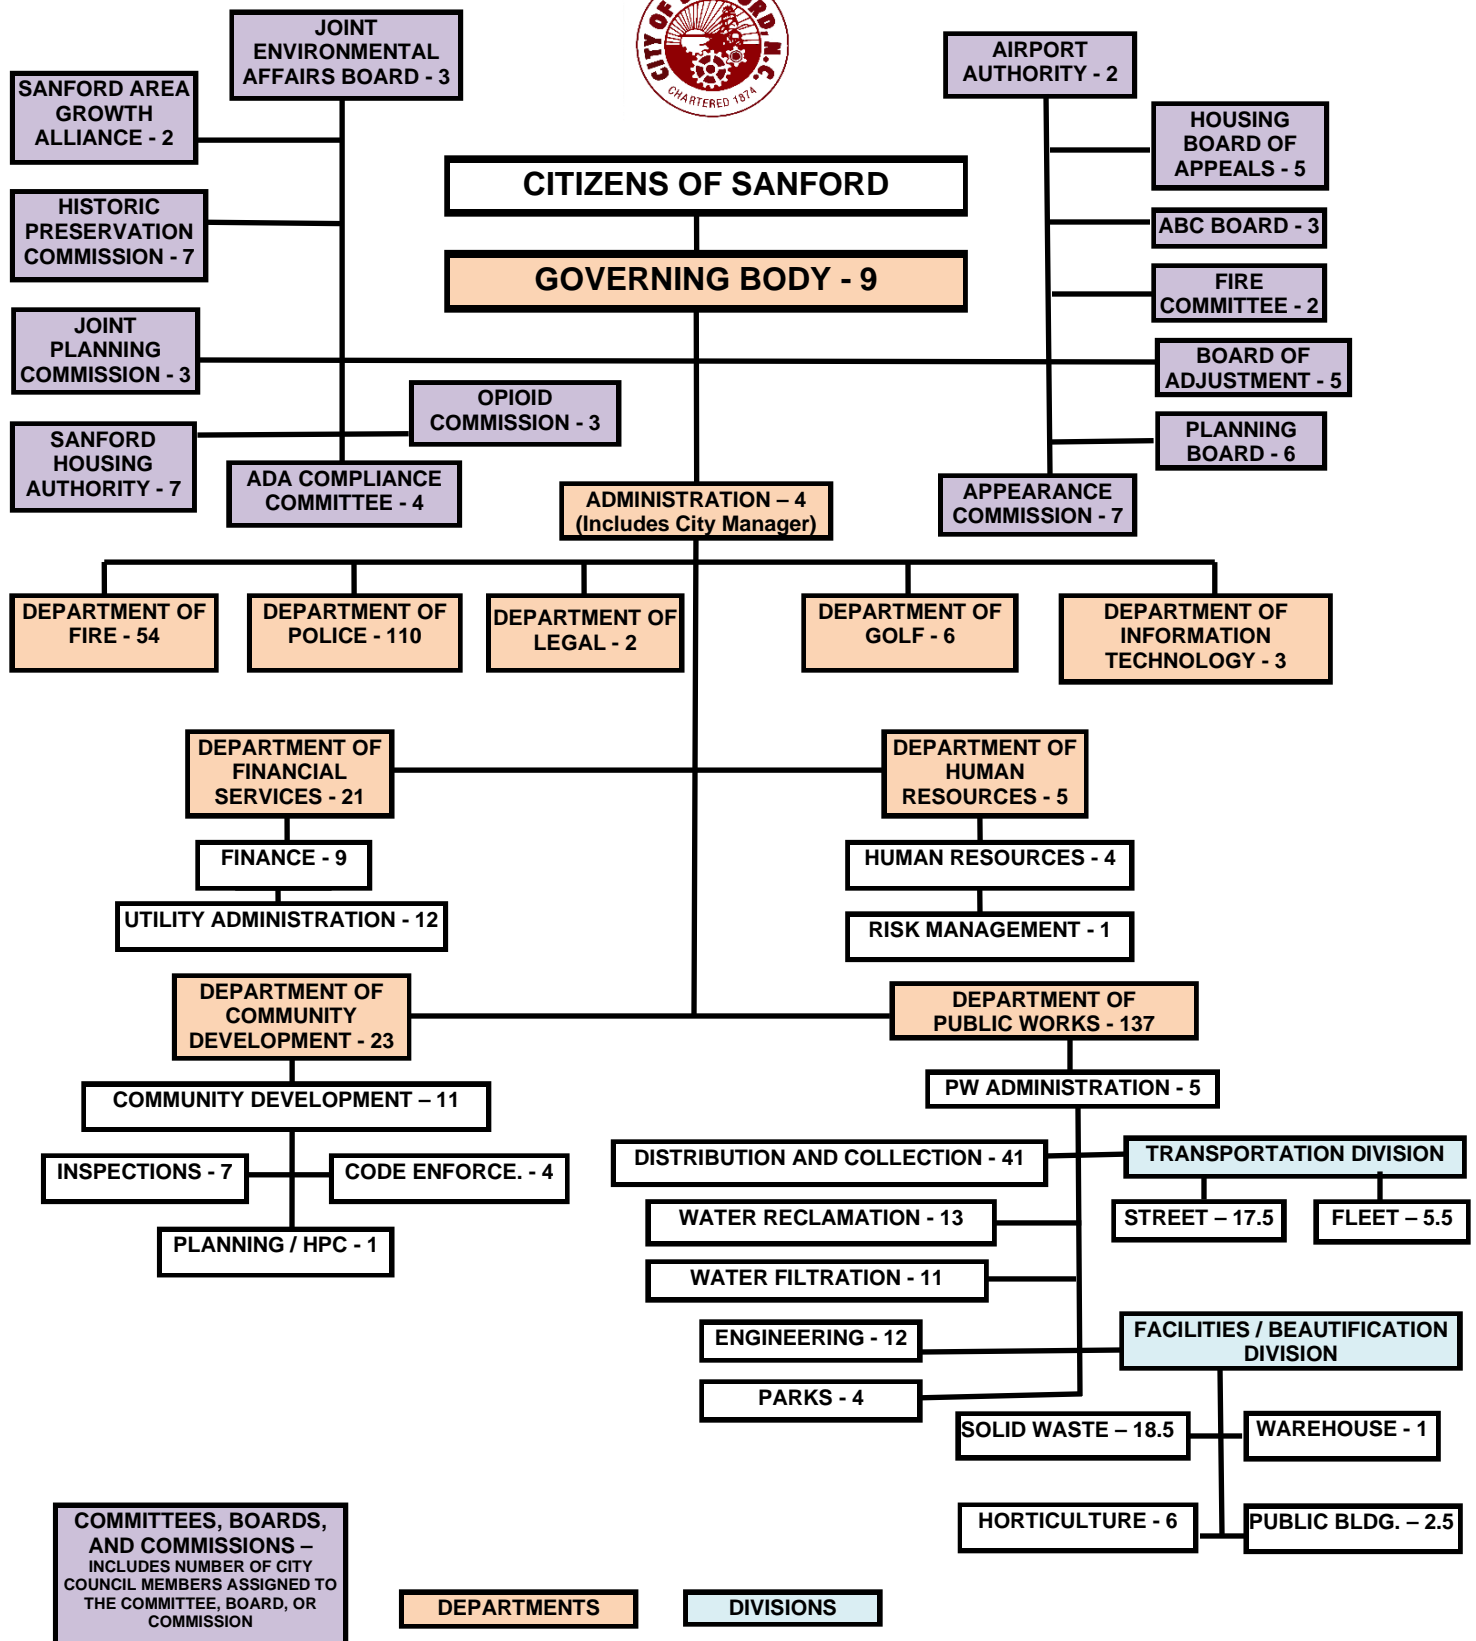 CITY OF SANFORD, N.C.
CHARTERED 1874
JOINT
ENVIRONMENTAL
AFFAIRS BOARD - 3
AIRPORT
AUTHORITY - 2
SANFORD AREA
GROWTH
ALLIANCE - 2
HOUSING
BOARD OF
APPEALS - 5
CITIZENS OF SANFORD
HISTORIC
PRESERVATION
COMMISSION - 7
ABC BOARD - 3
GOVERNING BODY - 9
FIRE
COMMITTEE - 2
JOINT
PLANNING
COMMISSION - 3
BOARD OF
ADJUSTMENT - 5
OPIOID
COMMISSION - 3
SANFORD
HOUSING
AUTHORITY - 7
PLANNING
BOARD - 6
ADA COMPLIANCE
COMMITTEE - 4
ADMINISTRATION – 4
(Includes City Manager)
APPEARANCE
COMMISSION - 7
DEPARTMENT OF
FIRE - 54
DEPARTMENT OF
POLICE - 110
DEPARTMENT OF
LEGAL - 2
DEPARTMENT OF
GOLF - 6
DEPARTMENT OF
INFORMATION
TECHNOLOGY - 3
DEPARTMENT OF
FINANCIAL
SERVICES - 21
DEPARTMENT OF
HUMAN
RESOURCES - 5
FINANCE - 9
HUMAN RESOURCES - 4
UTILITY ADMINISTRATION - 12
RISK MANAGEMENT - 1
DEPARTMENT OF
COMMUNITY
DEVELOPMENT - 23
DEPARTMENT OF
PUBLIC WORKS - 137
COMMUNITY DEVELOPMENT – 11
PW ADMINISTRATION - 5
INSPECTIONS - 7
CODE ENFORCE. - 4
DISTRIBUTION AND COLLECTION - 41
TRANSPORTATION DIVISION
PLANNING / HPC - 1
WATER RECLAMATION - 13
STREET – 17.5
FLEET – 5.5
WATER FILTRATION - 11
ENGINEERING - 12
FACILITIES / BEAUTIFICATION
DIVISION
PARKS - 4
SOLID WASTE – 18.5
WAREHOUSE - 1
HORTICULTURE - 6
PUBLIC BLDG. – 2.5
COMMITTEES, BOARDS,
AND COMMISSIONS –
INCLUDES NUMBER OF CITY
COUNCIL MEMBERS ASSIGNED TO
THE COMMITTEE, BOARD, OR
COMMISSION
DEPARTMENTS
DIVISIONS